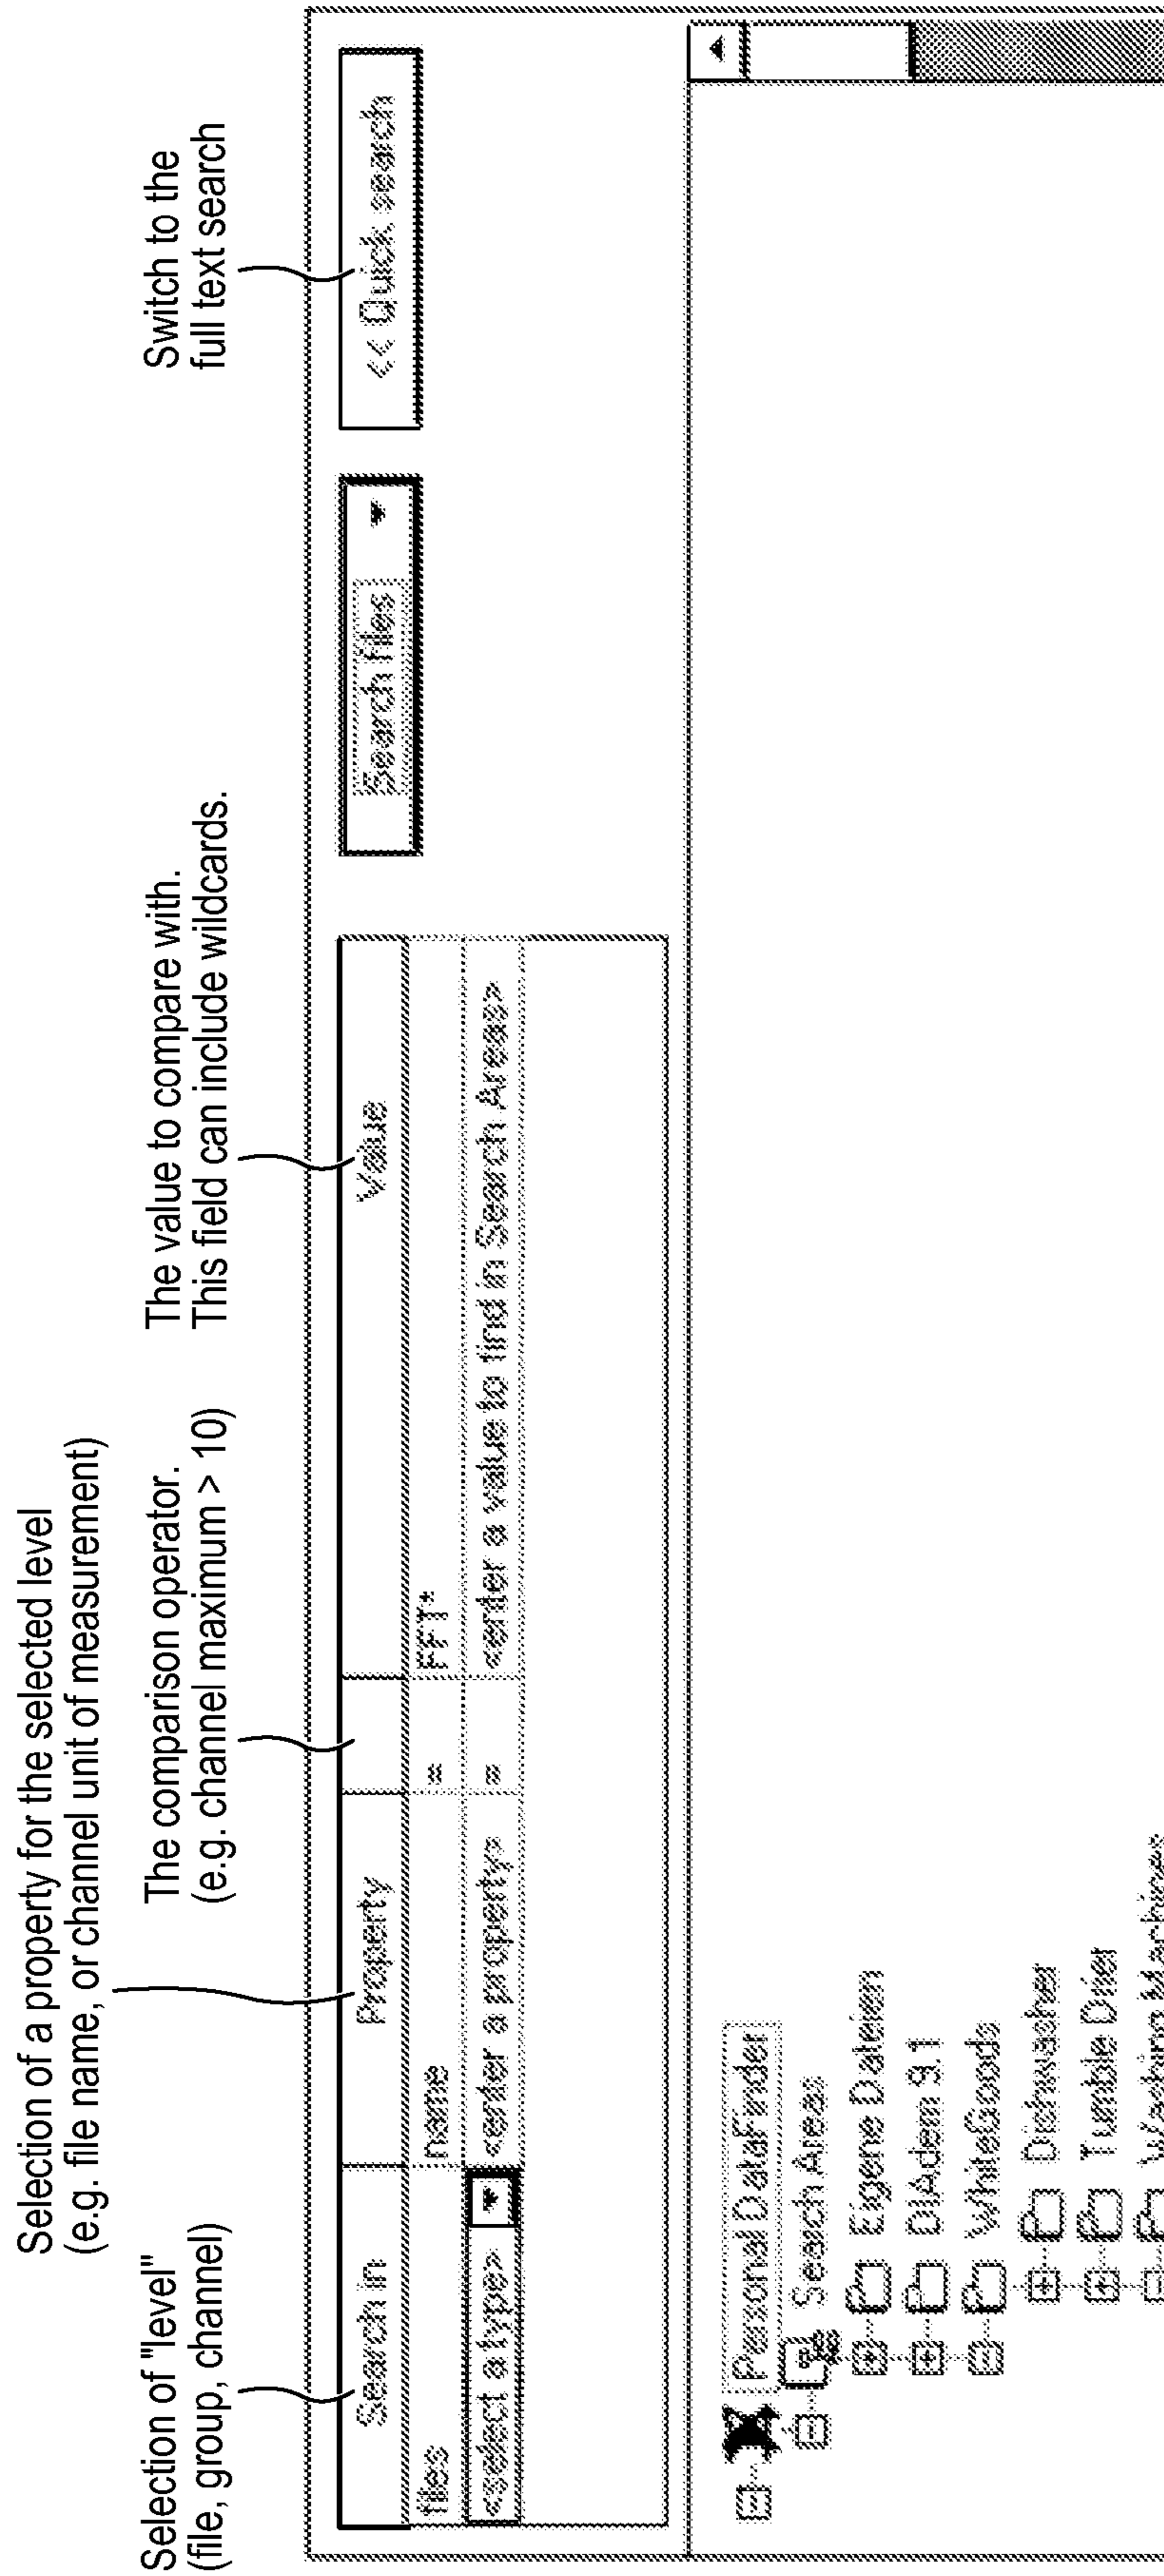 Selection of a property for the selected level
(e.g. file name, or channel unit of measurement)
Selection of "level"
(file, group, channel)
The comparison operator.
(e.g. channel maximum > 10)
The value to compare with.
This field can include wildcards.
Switch to the
full text search
Search in Property Value
Search files
<< Quick search
files name = FFT*
<select a type> <enter a property> = <enter a value to find in Search Areas>
Personal DataFinder
Search Areas
Eigene Dateien
DIAdem 9.1
WhiteGoods
Dishwasher
Tumble Drier
Washing Machines